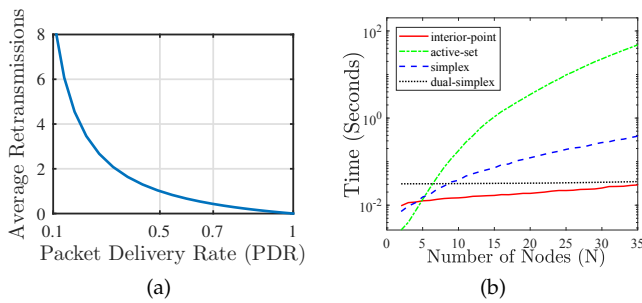 Average Retransmissions
8
6
4
2
0
0.1
0.5
0.7
1
Packet Delivery Rate (PDR)
(a)
Time (Seconds)
10^2
10^0
10^-2
interior-point
active-set
simplex
dual-simplex
0
5
10
15
20
25
30
35
Number of Nodes (N)
(b)